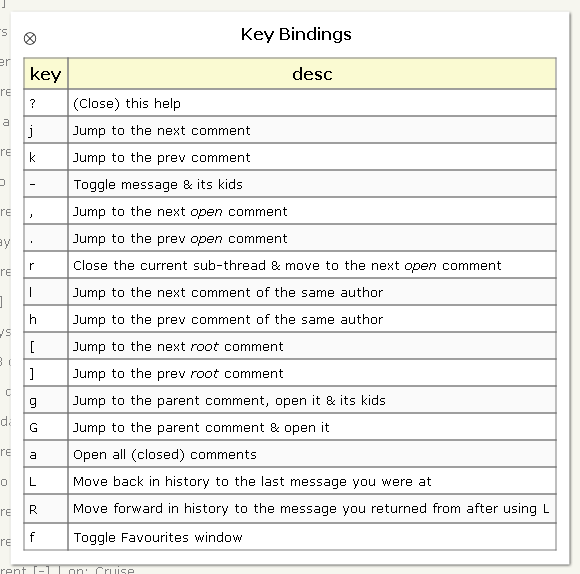 Key Bindings
key desc
? (Close) this help
j Jump to the next comment
k Jump to the prev comment
- Toggle message & its kids
, Jump to the next open comment
. Jump to the prev open comment
r Close the current sub-thread & move to the next open comment
l Jump to the next comment of the same author
h Jump to the prev comment of the same author
[ Jump to the next root comment
] Jump to the prev root comment
g Jump to the parent comment, open it & its kids
G Jump to the parent comment & open it
a Open all (closed) comments
L Move back in history to the last message you were at
R Move forward in history to the message you returned from after using L
f Toggle Favourites window
rent [-] | on: Cruise